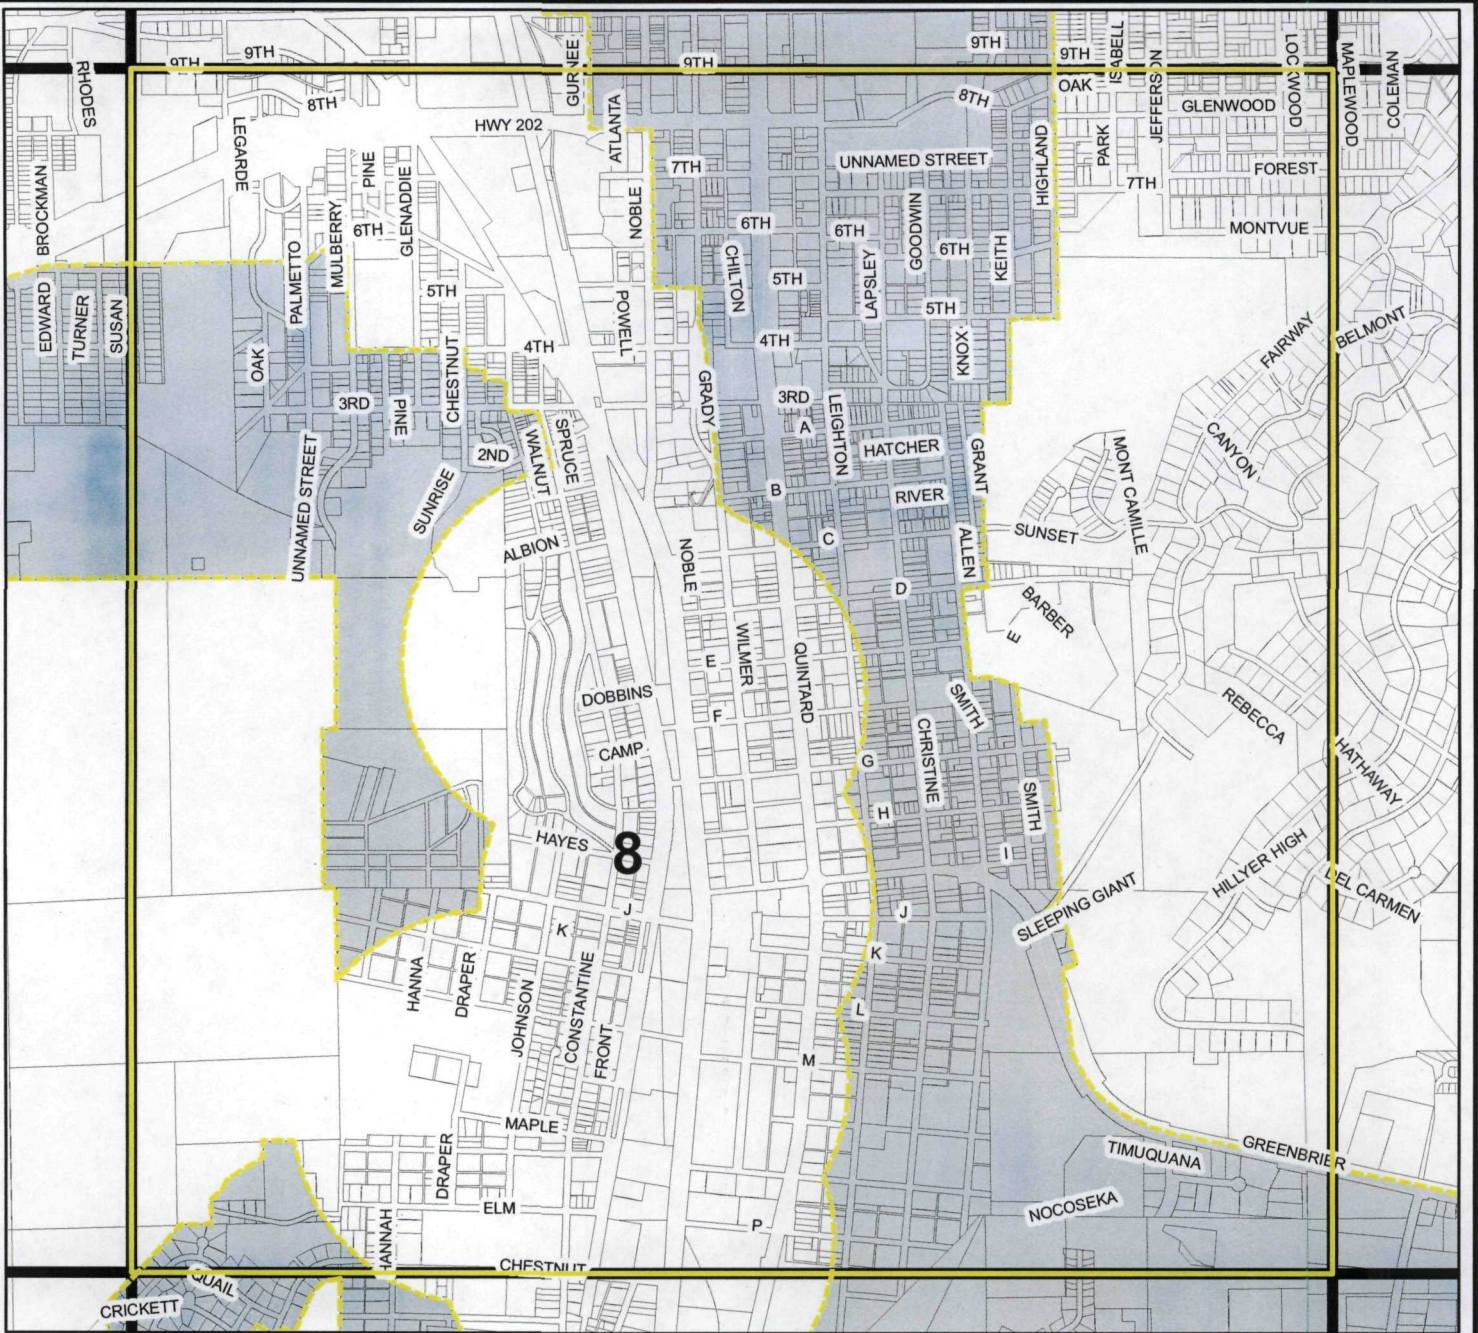 9TH
9TH
GURNEE
9TH
9TH
9TH
ISABELL
JEFFERSON
LOCKWOOD
MAPLEWOOD
COLEMAN
RHODES
8TH
8TH
OAK
GLENWOOD
LEGARDE
HWY 202
ATLANTA
HIGHLAND
PARK
BROCKMAN
PINE
GLENADDIE
7TH
UNNAMED STREET
7TH
FOREST
MULBERRY
6TH
NOBLE
6TH
6TH
GOODWIN
6TH
KEITH
MONTVUE
PALMETTO
CHILTON
LAPSLEY
EDWARD
TURNER
SUSAN
5TH
POWELL
5TH
5TH
FAIRWAY
BELMONT
OAK
CHESTNUT
4TH
4TH
KNOX
3RD
PINE
GRADY
3RD
A
LEIGHTON
UNNAMED STREET
2ND
WALNUT
SPRUCE
HATCHER
GRANT
MONT CAMILLE
CANYON
SUNRISE
B
RIVER
ALBION
NOBLE
C
ALLEN
SUNSET
D
BARBER
E
WILMER
E
QUINTARD
DOBBINS
F
SMITH
REBECCA
CAMP
G
CHRISTINE
HATHAWAY
H
SMITH
HAYES
8
I
HILLYER HIGH
DEL CARMEN
J
J
SLEEPING GIANT
K
K
HANNA
DRAPER
JOHNSON
CONSTANTINE
FRONT
L
M
MAPLE
DRAPER
TIMUQUANA
GREENBRIER
ELM
NOCOSEKA
HANNAH
P
CHESTNUT
QUAIL
CRICKETT